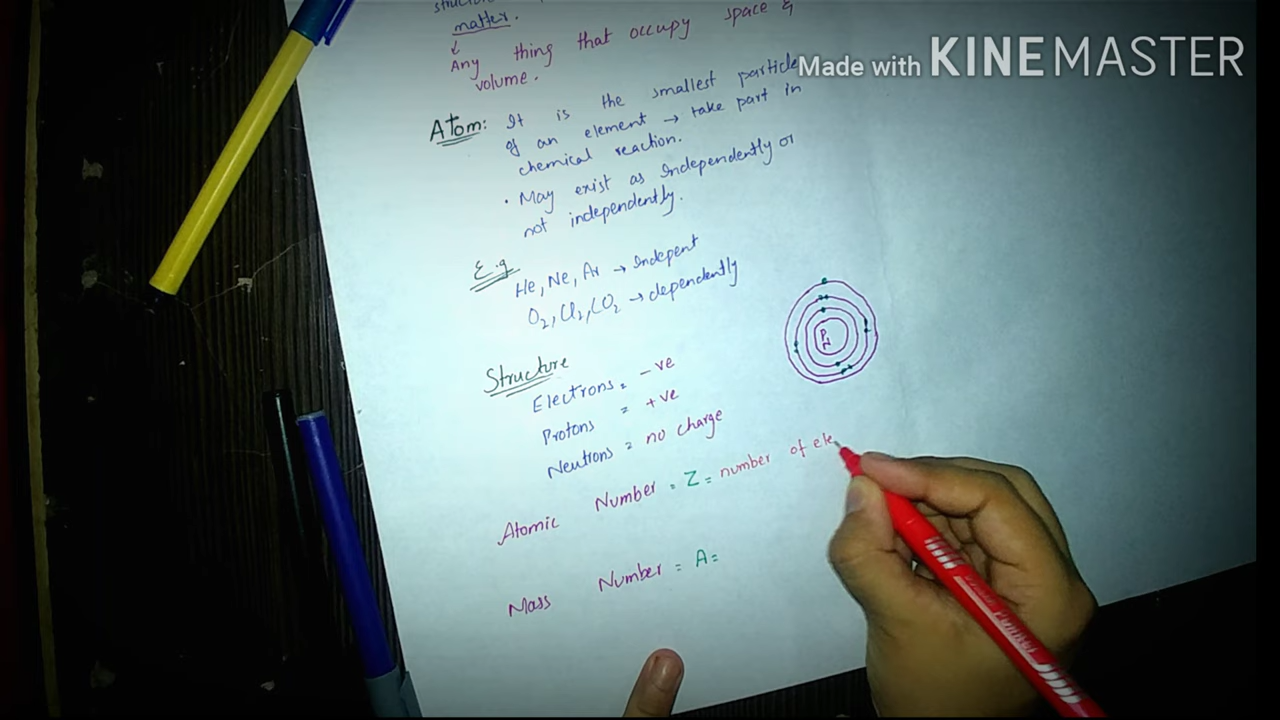 matter.
Any thing that occupy space &
volume.
Made with KINEMASTER
Atom: It is the smallest particle
of an element → take part in
chemical reaction.
· May exist as Independently or
not independently.
E.g
He, Ne, Ar → Indepent
O2, Cl2, CO2 → dependently
Structure
Electrons = -ve
Protons = +ve
Neutrons = no charge
P
N
Atomic Number = Z = number of ele
Mass Number = A =